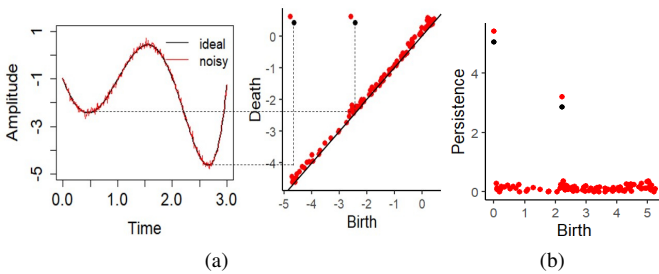 1
-1
-3
-5
Amplitude
ideal
noisy
0.0 1.0 2.0 3.0
Time
0
-1
-2
-3
-4
Death
-5 -4 -3 -2 -1 0
Birth
(a)
4
2
0
Persistence
0 1 2 3 4 5
Birth
(b)